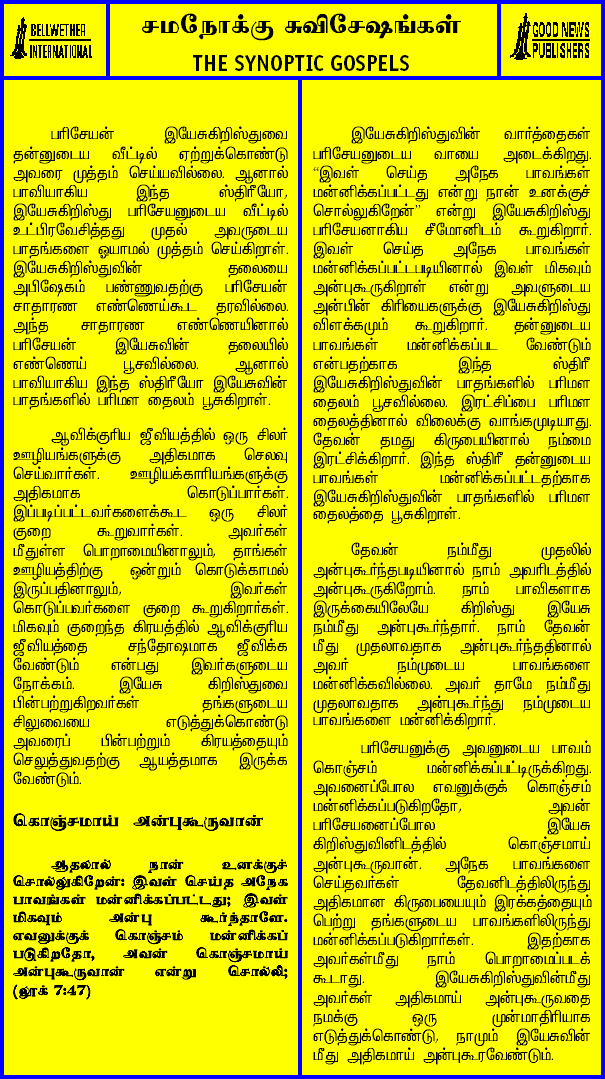 BELLWETHER
INTERNATIONAL
சமநோக்கு சுவிசேஷங்கள்
THE SYNOPTIC GOSPELS
GOOD NEWS
PUBLISHERS
பரிசேயன் இயேசுகிறிஸ்துவை
தன்னுடைய வீட்டில் ஏற்றுக்கொண்டு
அவரை முத்தம் செய்யவில்லை. ஆனால்
பாவியாகிய இந்த ஸ்திரீயோ,
இயேசுகிறிஸ்து பரிசேயனுடைய வீட்டில்
உட்பிரவேசித்தது முதல் அவருடைய
பாதங்களை ஓயாமல் முத்தம் செய்கிறாள்.
இயேசுகிறிஸ்துவின் தலையை
அபிஷேகம் பண்ணுவதற்கு பரிசேயன்
சாதாரண எண்ணெய்கூட தரவில்லை.
அந்த சாதாரண எண்ணெயினால்
பரிசேயன் இயேசுவின் தலையில்
எண்ணெய் பூசவில்லை. ஆனால்
பாவியாகிய இந்த ஸ்திரீயோ இயேசுவின்
பாதங்களில் பரிமள தைலம் பூசுகிறாள்.
ஆவிக்குரிய ஜீவியத்தில் ஒரு சிலர்
ஊழியங்களுக்கு அதிகமாக செலவு
செய்வார்கள். ஊழியக்காரியங்களுக்கு
அதிகமாக கொடுப்பார்கள்.
இப்படிப்பட்டவர்களைக்கூட ஒரு சிலர்
குறை கூறுவார்கள். அவர்கள்
மீதுள்ள பொறாமையினாலும், தாங்கள்
ஊழியத்திற்கு ஒன்றும் கொடுக்காமல்
இருப்பதினாலும், இவர்கள்
கொடுப்பவர்களை குறை கூறுகிறார்கள்.
மிகவும் குறைந்த கிரயத்தில் ஆவிக்குரிய
ஜீவியத்தை சந்தோஷமாக ஜீவிக்க
வேண்டும் என்பது இவர்களுடைய
நோக்கம். இயேசு கிறிஸ்துவை
பின்பற்றுகிறவர்கள் தங்களுடைய
சிலுவையை எடுத்துக்கொண்டு
அவரைப் பின்பற்றும் கிரயத்தையும்
செலுத்துவதற்கு ஆயத்தமாக இருக்க
வேண்டும்.
கொஞ்சமாய் அன்புகூருவான்
ஆதலால் நான் உனக்குச்
சொல்லுகிறேன்: இவள் செய்த அநேக
பாவங்கள் மன்னிக்கப்பட்டது; இவள்
மிகவும் அன்பு கூர்ந்தாளே.
எவனுக்குக் கொஞ்சம் மன்னிக்கப்
படுகிறதோ, அவன் கொஞ்சமாய்
அன்புகூருவான் என்று சொல்லி;
(லூக் 7:47)
இயேசுகிறிஸ்துவின் வார்த்தைகள்
பரிசேயனுடைய வாயை அடைக்கிறது.
“இவள் செய்த அநேக பாவங்கள்
மன்னிக்கப்பட்டது என்று நான் உனக்குச்
சொல்லுகிறேன்” என்று இயேசுகிறிஸ்து
பரிசேயனாகிய சீமோனிடம் கூறுகிறார்.
இவள் செய்த அநேக பாவங்கள்
மன்னிக்கப்பட்டபடியினால் இவள் மிகவும்
அன்புகூருகிறாள் என்று அவளுடைய
அன்பின் கிரியைகளுக்கு இயேசுகிறிஸ்து
விளக்கமும் கூறுகிறார். தன்னுடைய
பாவங்கள் மன்னிக்கப்பட வேண்டும்
என்பதற்காக இந்த ஸ்திரீ
இயேசுகிறிஸ்துவின் பாதங்களில் பரிமள
தைலம் பூசவில்லை. இரட்சிப்பை பரிமள
தைலத்தினால் விலைக்கு வாங்கமுடியாது.
தேவன் தமது கிருபையினால் நம்மை
இரட்சிக்கிறார். இந்த ஸ்திரீ தன்னுடைய
பாவங்கள் மன்னிக்கப்பட்டதற்காக
இயேசுகிறிஸ்துவின் பாதங்களில் பரிமள
தைலத்தை பூசுகிறாள்.
தேவன் நம்மீது முதலில்
அன்புகூர்ந்தபடியினால் நாம் அவரிடத்தில்
அன்புகூருகிறோம். நாம் பாவிகளாக
இருக்கையிலேயே கிறிஸ்து இயேசு
நம்மீது அன்புகூர்ந்தார். நாம் தேவன்
மீது முதலாவதாக அன்புகூர்ந்ததினால்
அவர் நம்முடைய பாவங்களை
மன்னிக்கவில்லை. அவர் தாமே நம்மீது
முதலாவதாக அன்புகூர்ந்து நம்முடைய
பாவங்களை மன்னிக்கிறார்.
பரிசேயனுக்கு அவனுடைய பாவம்
கொஞ்சம் மன்னிக்கப்பட்டிருக்கிறது.
அவனைப்போல எவனுக்குக் கொஞ்சம்
மன்னிக்கப்படுகிறதோ, அவன்
பரிசேயனைப்போல இயேசு
கிறிஸ்துவினிடத்தில் கொஞ்சமாய்
அன்புகூருவான். அநேக பாவங்களை
செய்தவர்கள் தேவனிடத்திலிருந்து
அதிகமான கிருபையையும் இரக்கத்தையும்
பெற்று தங்களுடைய பாவங்களிலிருந்து
மன்னிக்கப்படுகிறார்கள். இதற்காக
அவர்கள்மீது நாம் பொறாமைப்படக்
கூடாது. இயேசுகிறிஸ்துவின்மீது
அவர்கள் அதிகமாய் அன்புகூருவதை
நமக்கு ஒரு முன்மாதிரியாக
எடுத்துக்கொண்டு, நாமும் இயேசுவின்
மீது அதிகமாய் அன்புகூரவேண்டும்.